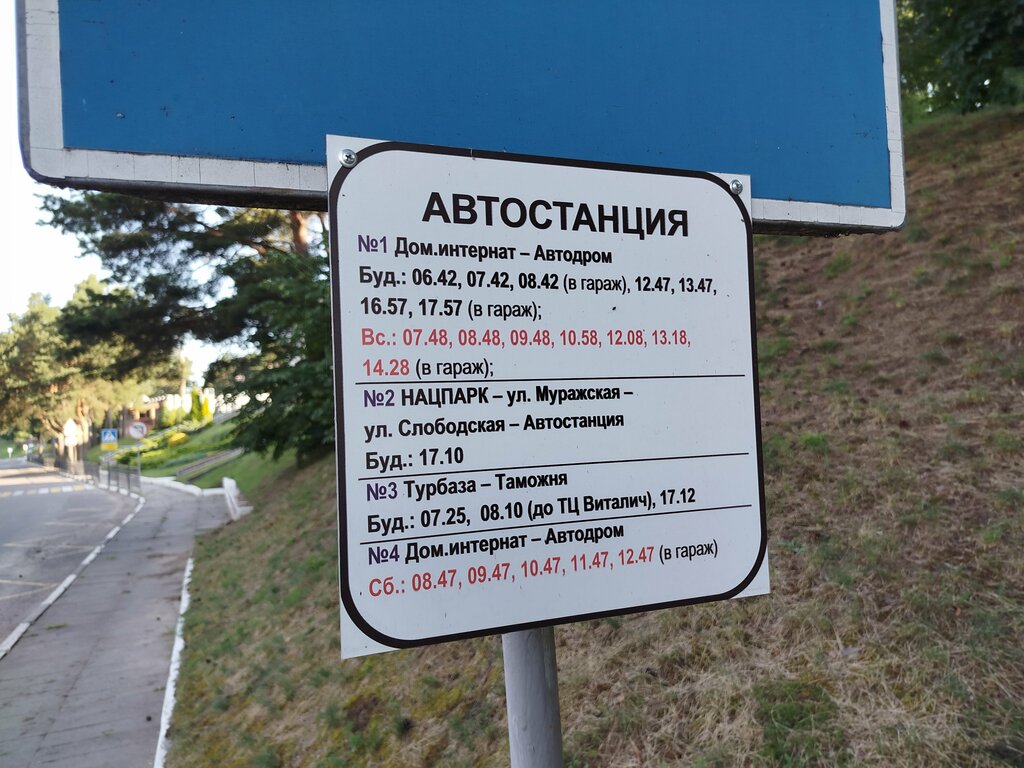 АВТОСТАНЦИЯ
№1 Дом.интернат – Автодром
Буд.: 06.42, 07.42, 08.42 (в гараж), 12.47, 13.47,
16.57, 17.57 (в гараж);
Вс.: 07.48, 08.48, 09.48, 10.58, 12.08, 13.18,
14.28 (в гараж);
№2 НАЦПАРК – ул. Муражская –
ул. Слободская – Автостанция
Буд.: 17.10
№3 Турбаза – Таможня
Буд.: 07.25, 08.10 (до ТЦ Виталич), 17.12
№4 Дом.интернат – Автодром
Сб.: 08.47, 09.47, 10.47, 11.47, 12.47 (в гараж)